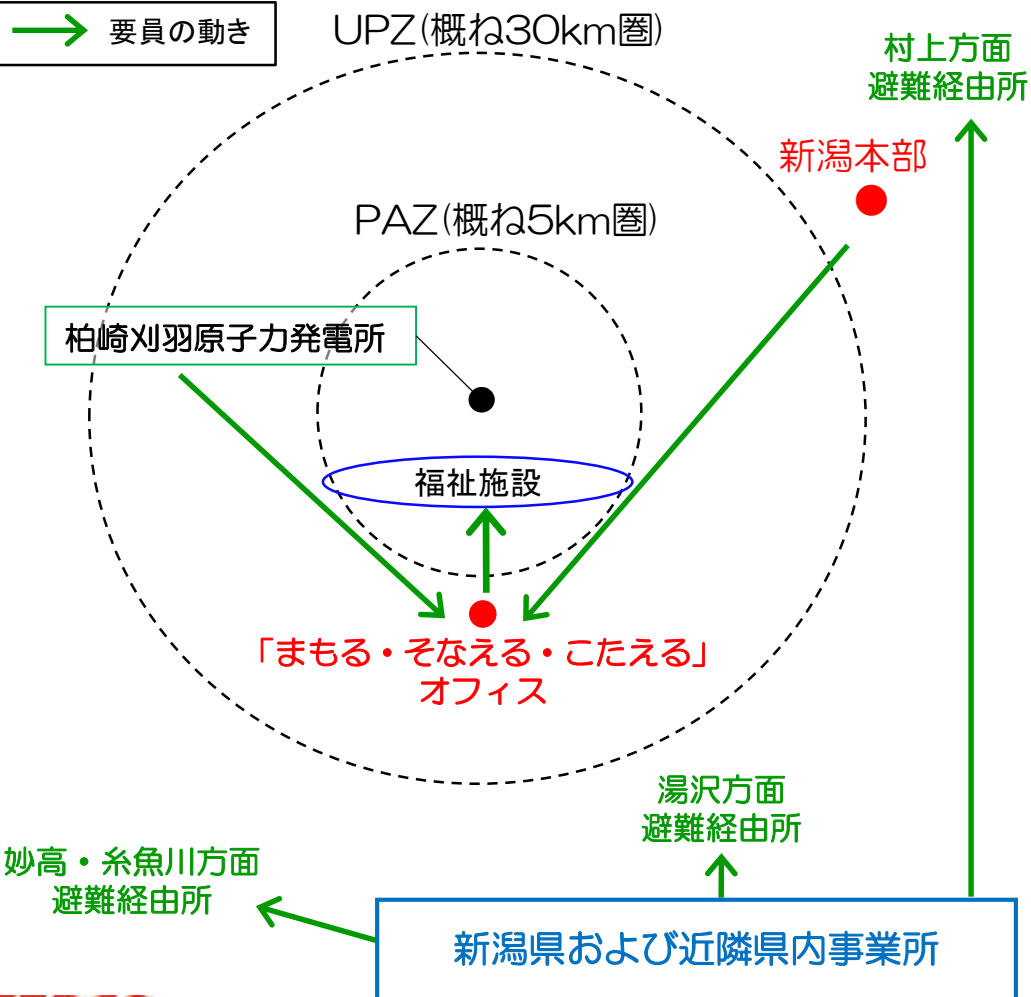 要員の動き
UPZ(概ね30km圏)
村上方面
避難経由所
新潟本部
PAZ(概ね5km圏)
柏崎刈羽原子力発電所
福祉施設
「まもる・そなえる・こたえる」
オフィス
湯沢方面
避難経由所
妙高・糸魚川方面
避難経由所
新潟県および近隣県内事業所